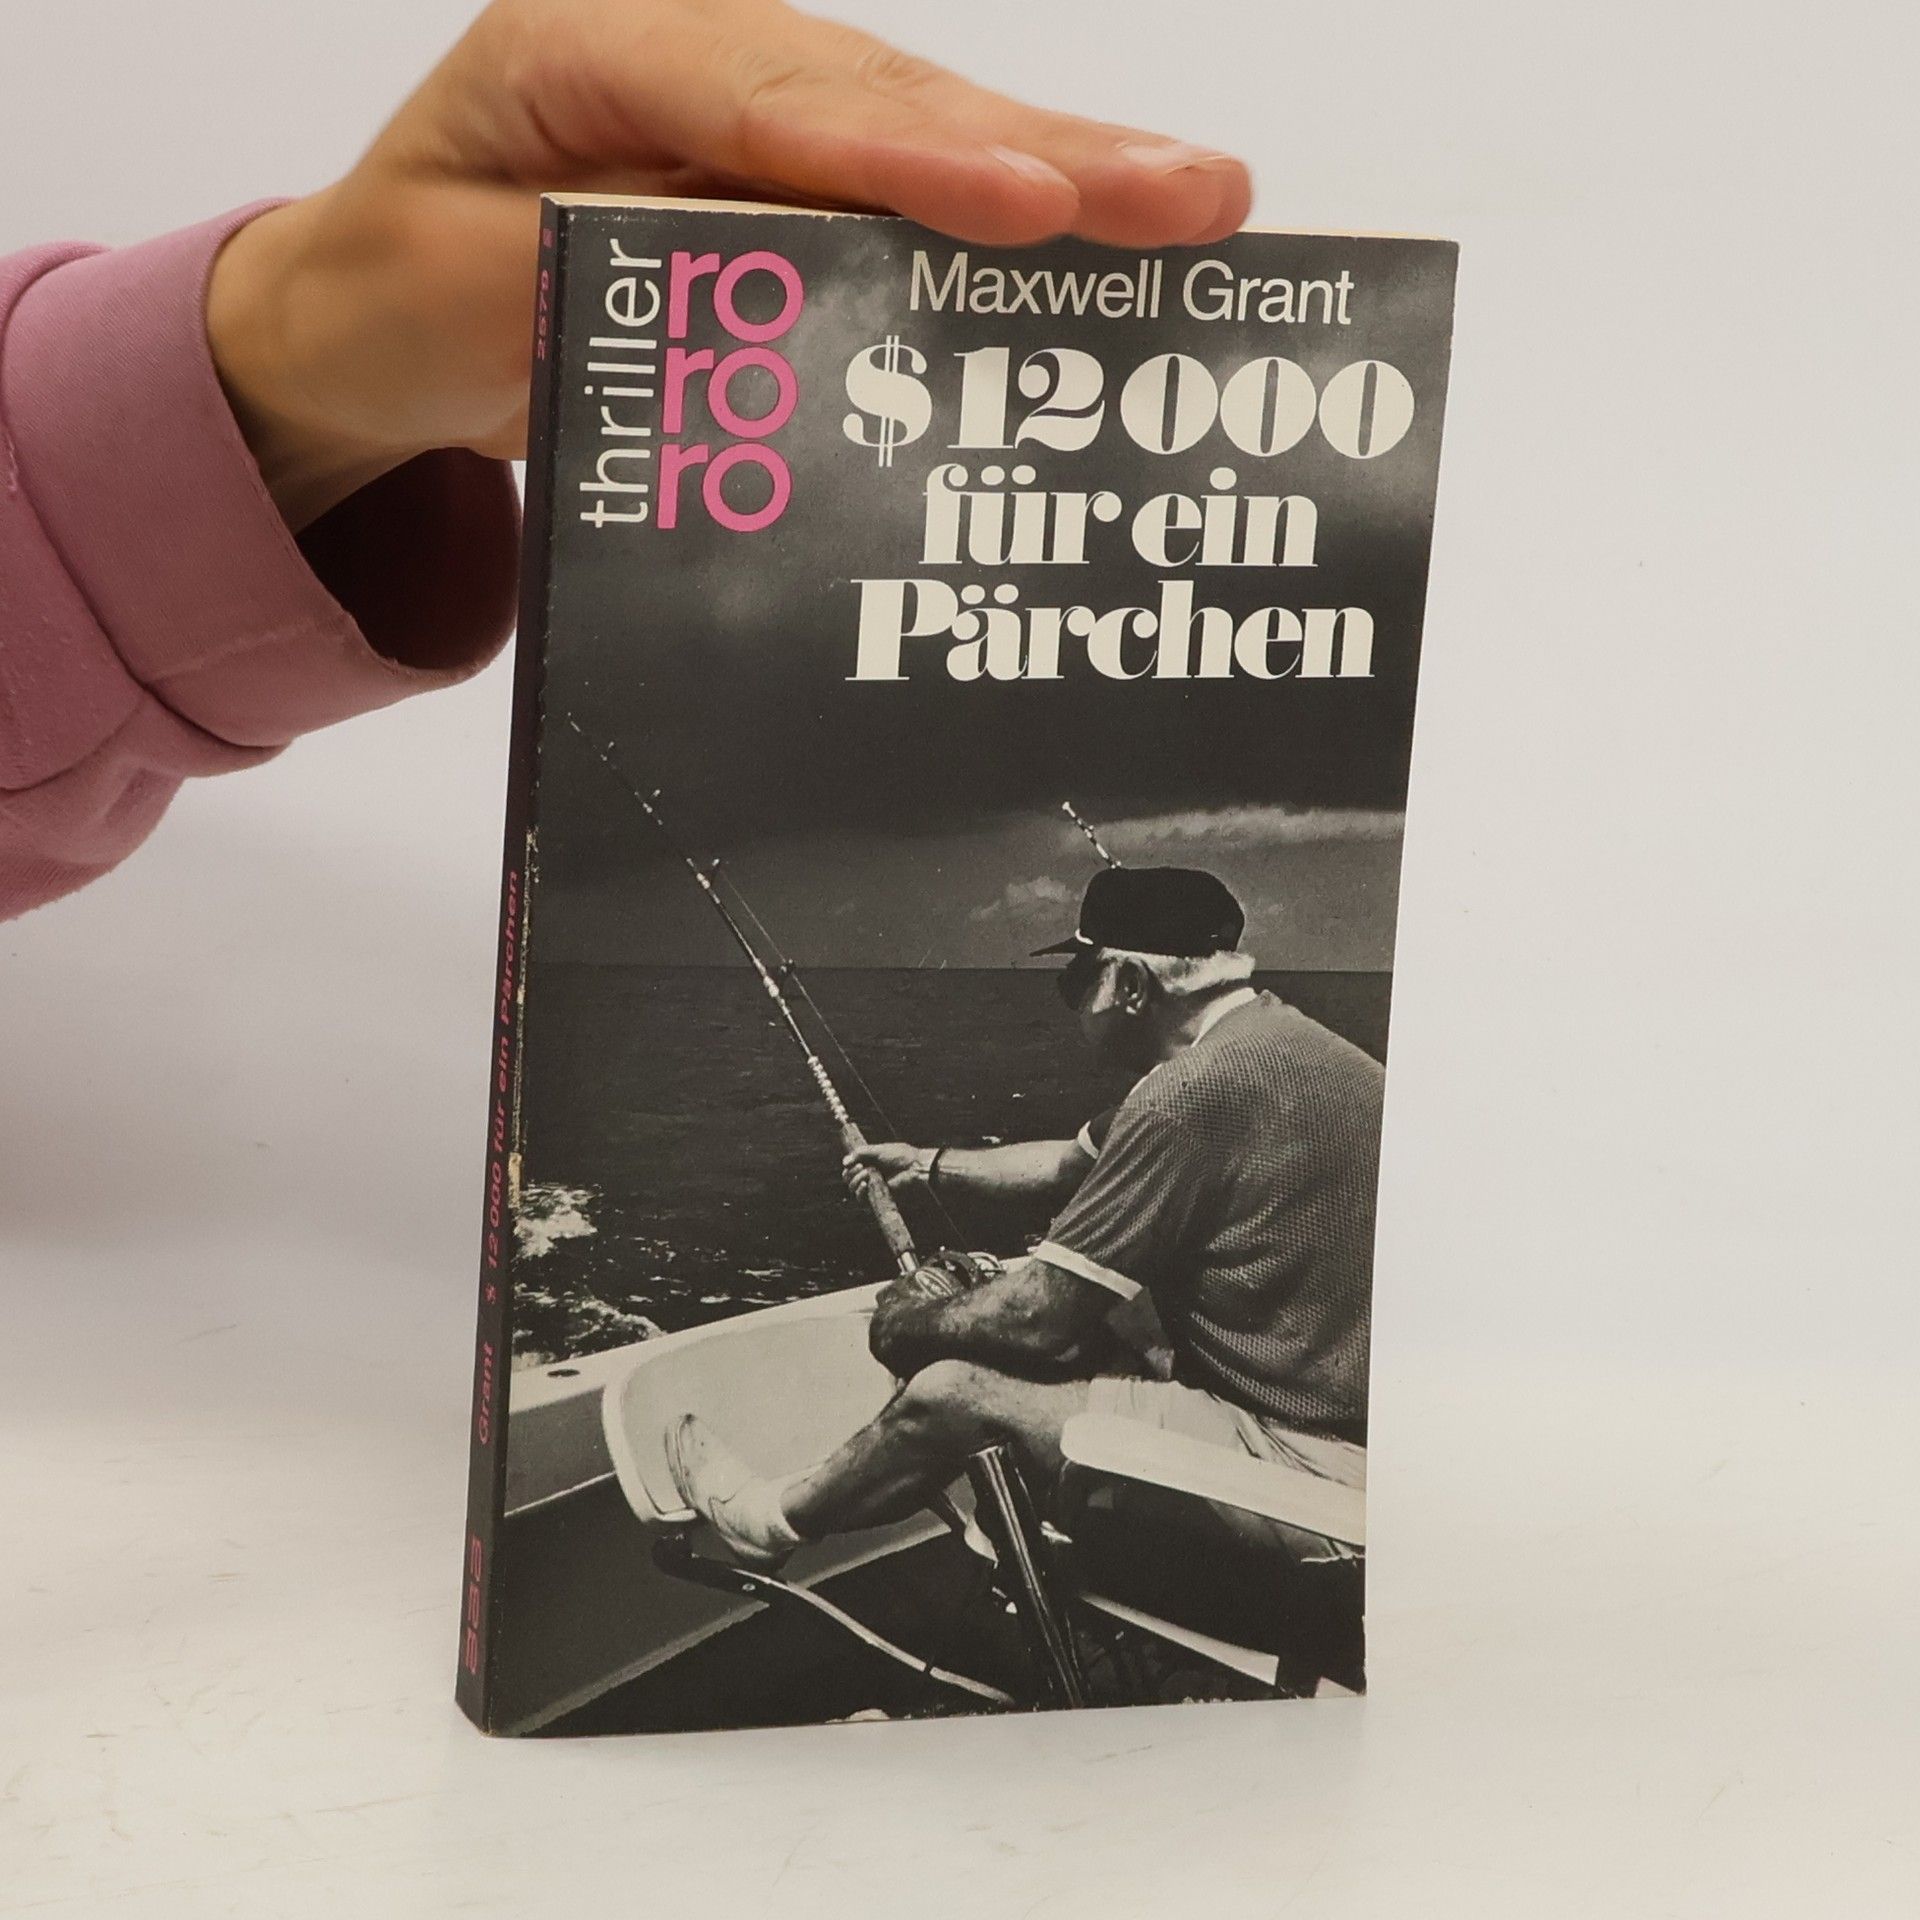 thriller
ro
ro
ro
Maxwell Grant
$ 12 000
für ein
Pärchen
Grant $ 12 000 für ein Pärchen